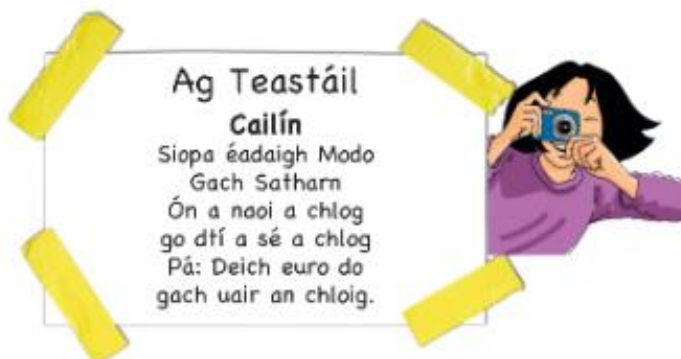 Ag Teastáil
Cailín
Siopa éadaigh Modo
Gach Satharn
Ón a naoi a chlog
go dtí a sé a chlog
Pá: Deich euro do
gach uair an chloig.